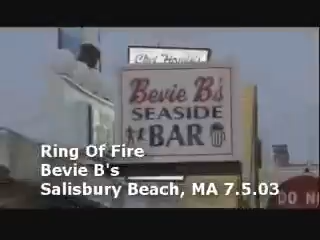 Bevie B's
SEASIDE
BAR
Ring Of Fire
Bevie B's
Salisbury Beach, MA 7.5.03
DO N